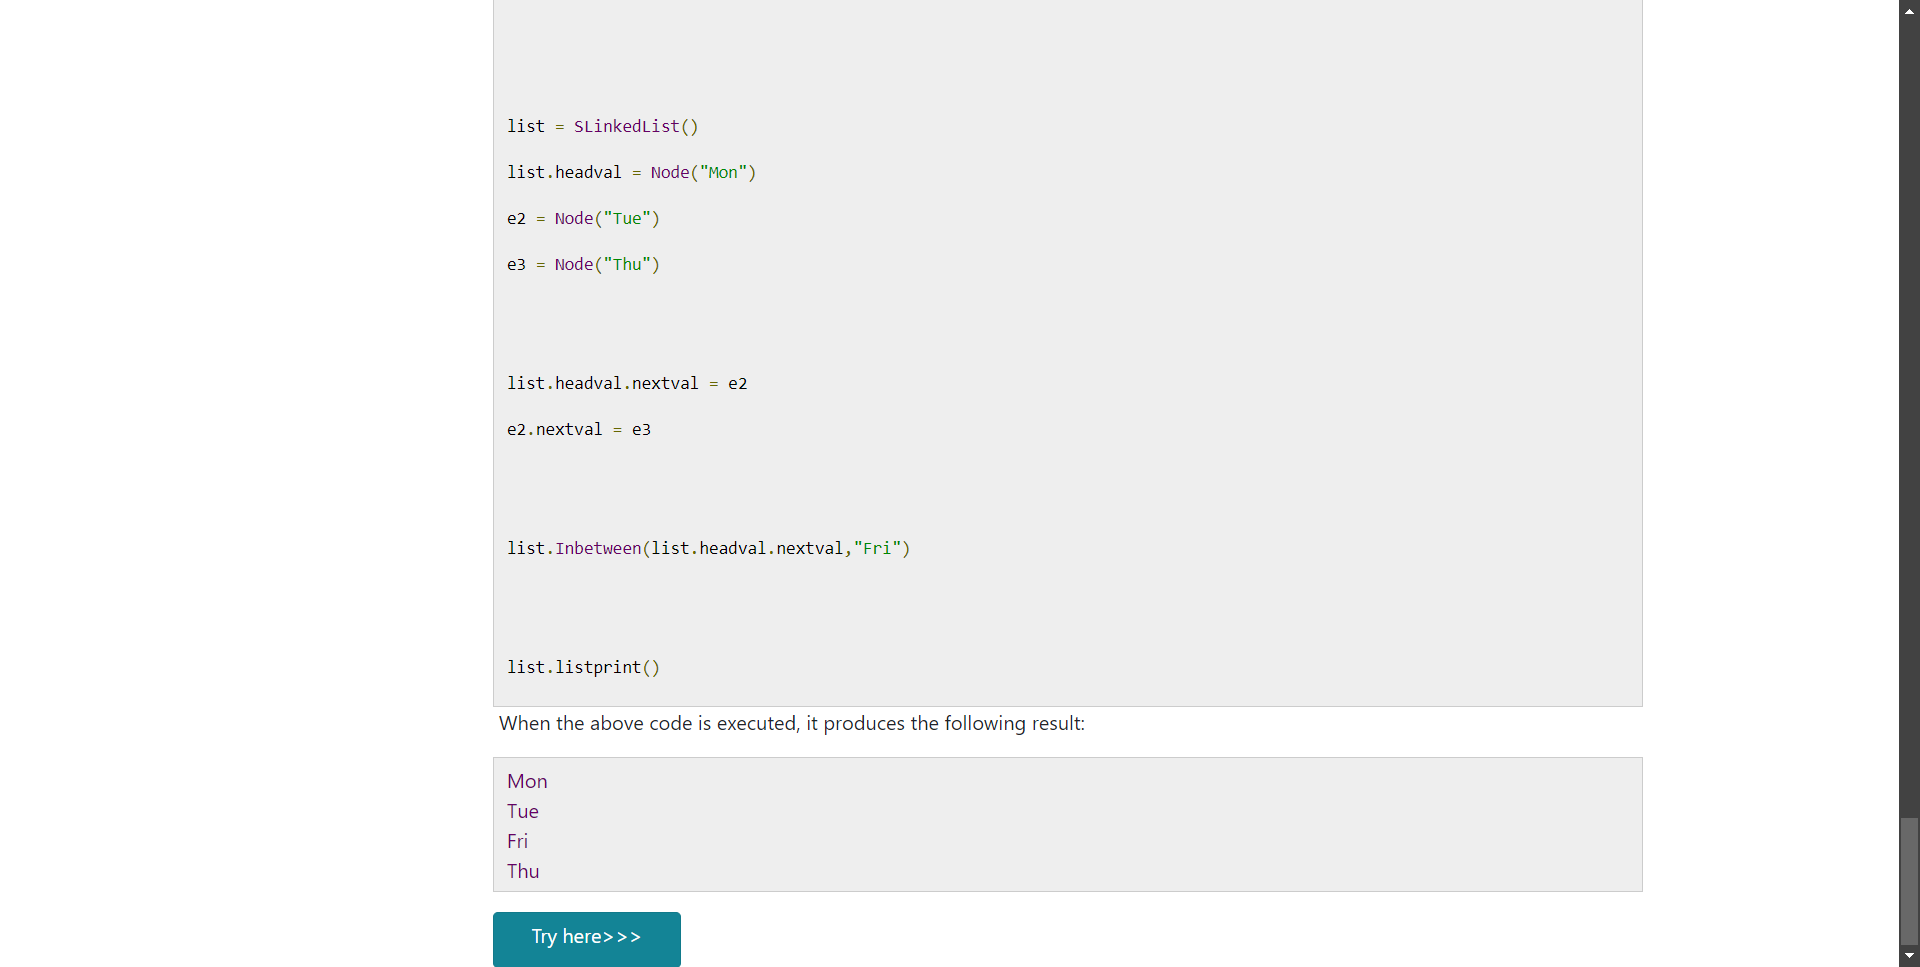 list = SLinkedList()
list.headval = Node("Mon")
e2 = Node("Tue")
e3 = Node("Thu")
list.headval.nextval = e2
e2.nextval = e3
list.Inbetween(list.headval.nextval,"Fri")
list.listprint()
When the above code is executed, it produces the following result:
Mon
Tue
Fri
Thu
Try here>>>